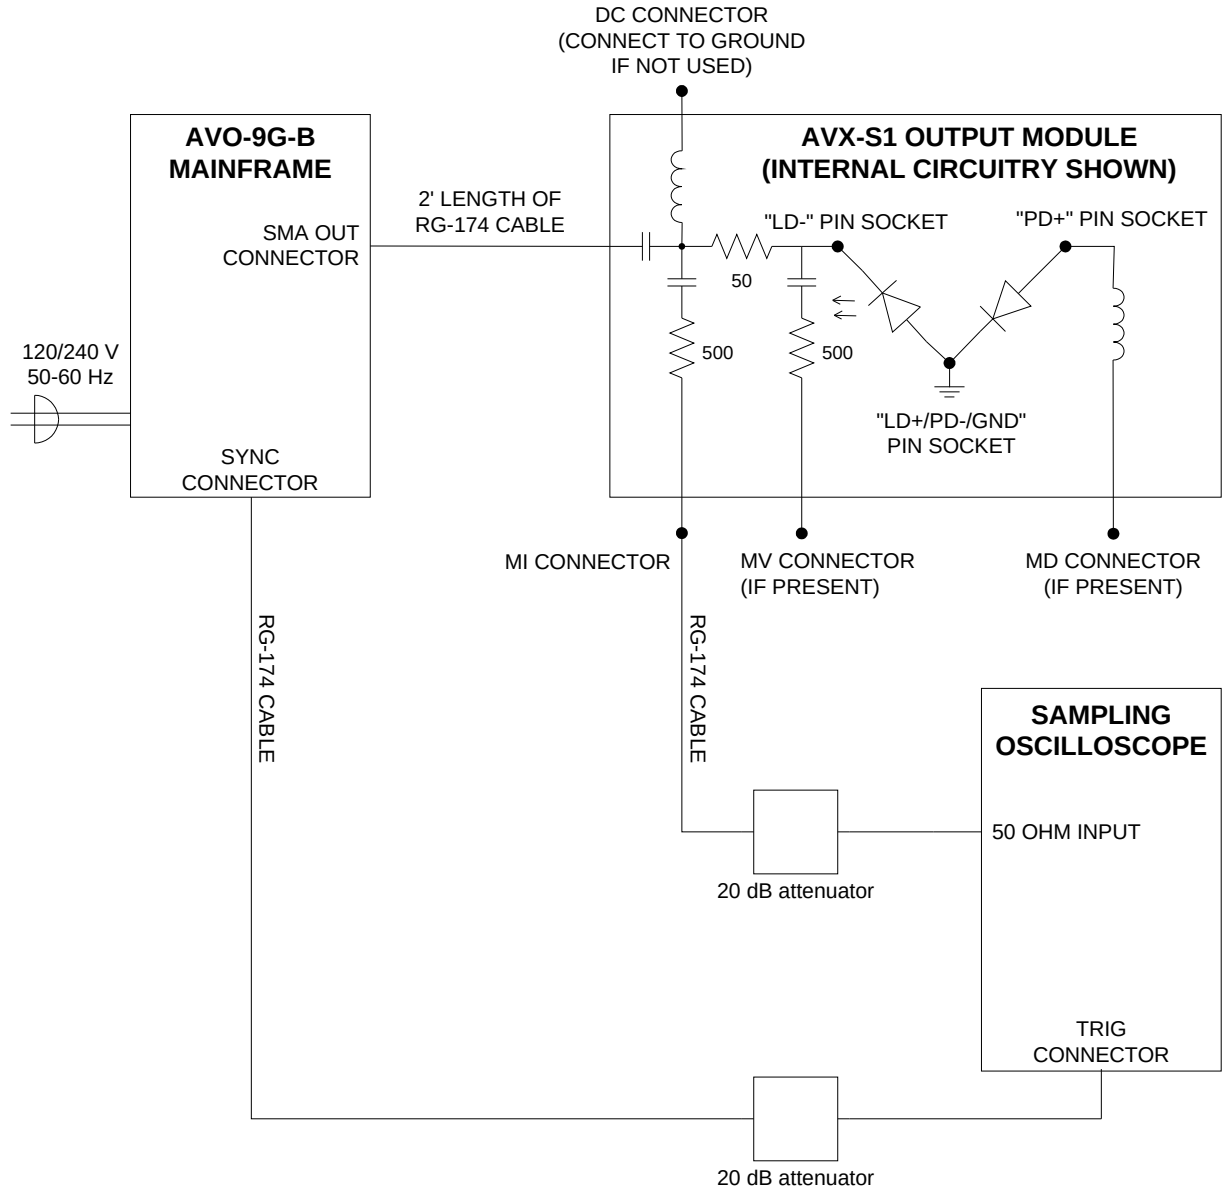 DC CONNECTOR
(CONNECT TO GROUND
IF NOT USED)
AVO-9G-B
MAINFRAME
AVX-S1 OUTPUT MODULE
(INTERNAL CIRCUITRY SHOWN)
2' LENGTH OF
RG-174 CABLE
SMA OUT
CONNECTOR
"LD-" PIN SOCKET
"PD+" PIN SOCKET
50
500
500
120/240 V
50-60 Hz
"LD+/PD-/GND"
PIN SOCKET
SYNC
CONNECTOR
MI CONNECTOR
MV CONNECTOR
(IF PRESENT)
MD CONNECTOR
(IF PRESENT)
RG-174 CABLE
RG-174 CABLE
SAMPLING
OSCILLOSCOPE
50 OHM INPUT
20 dB attenuator
TRIG
CONNECTOR
20 dB attenuator